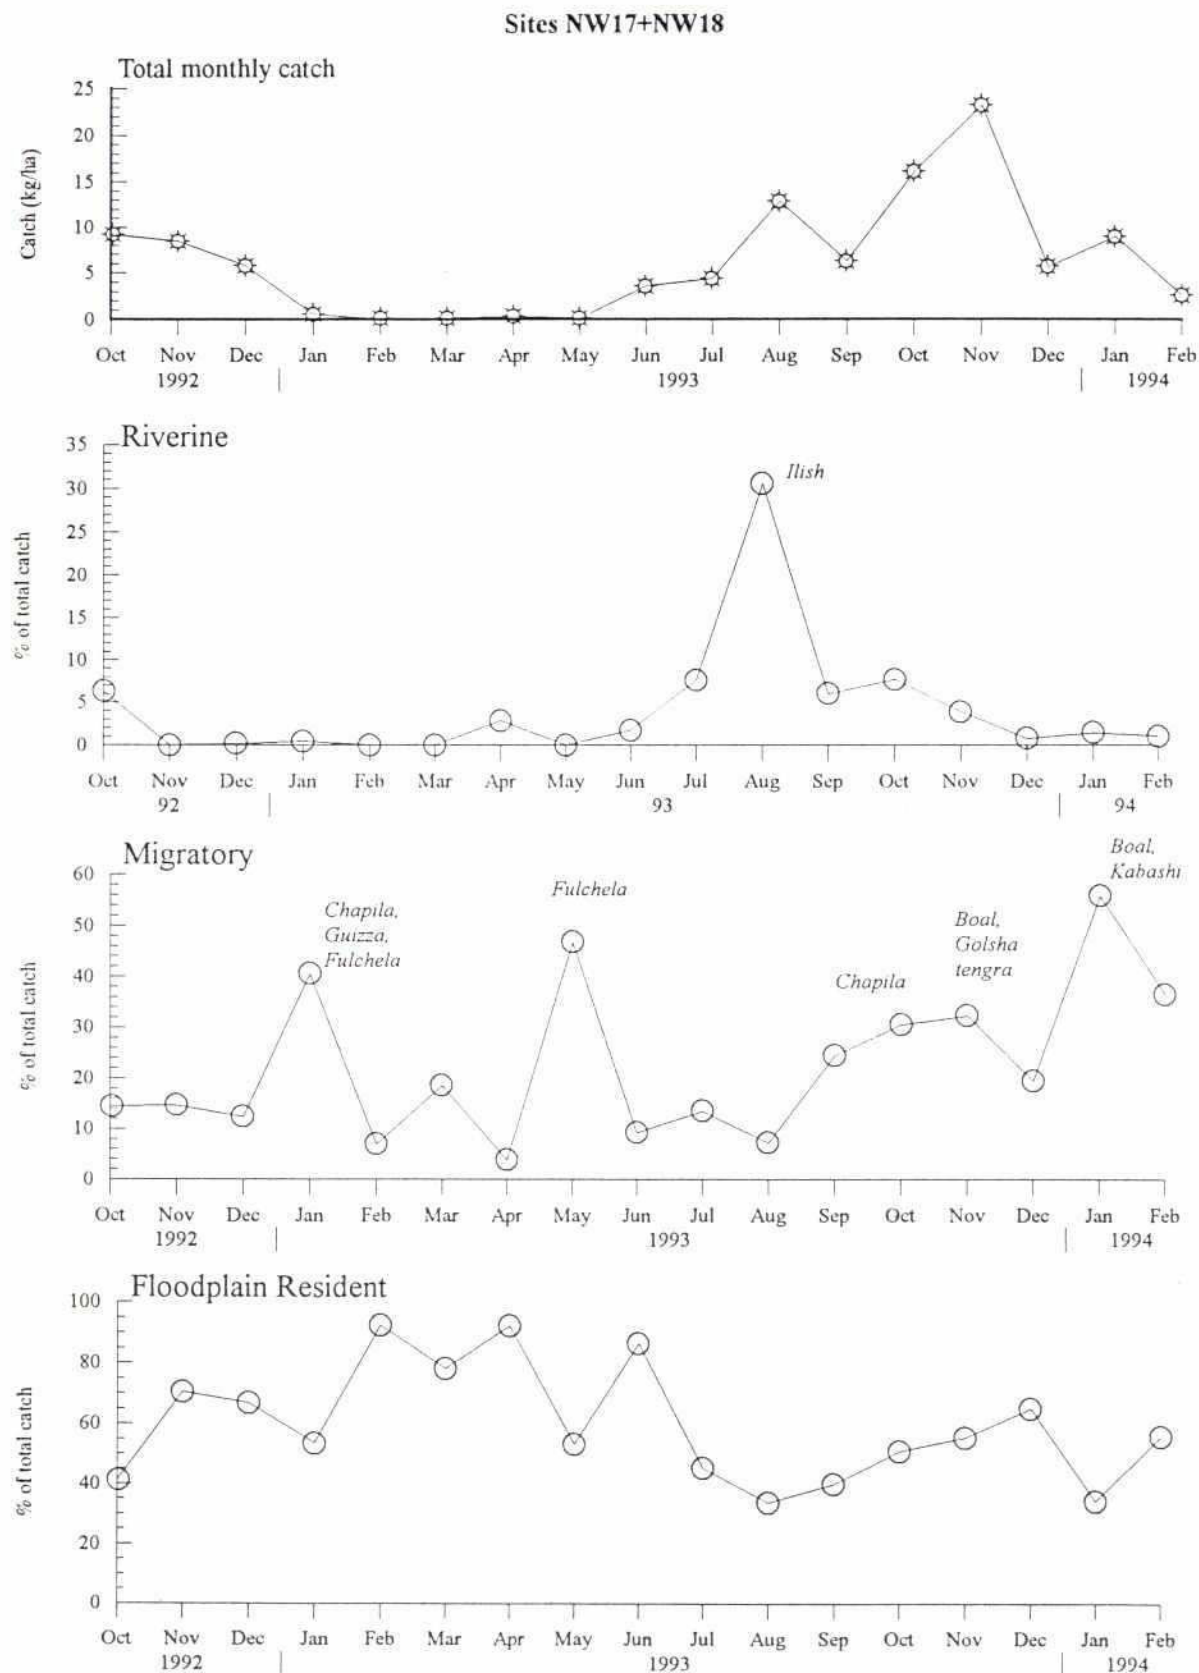 Sites NW17+NW18
Total monthly catch
Catch (kg/ha)
25
20
15
10
5
0
Oct Nov Dec Jan Feb Mar Apr May Jun Jul Aug Sep Oct Nov Dec Jan Feb
1992 | 1993 | 1994
Riverine
% of total catch
35
30
25
20
15
10
5
0
Ilish
Oct Nov Dec Jan Feb Mar Apr May Jun Jul Aug Sep Oct Nov Dec Jan Feb
92 | 93 | 94
Migratory
% of total catch
60
50
40
30
20
10
0
Chapila,
Guizza,
Fulchela
Fulchela
Chapila
Boal,
Golsha
tengra
Boal,
Kabashi
Oct Nov Dec Jan Feb Mar Apr May Jun Jul Aug Sep Oct Nov Dec Jan Feb
1992 | 1993 | 1994
Floodplain Resident
% of total catch
100
80
60
40
20
0
Oct Nov Dec Jan Feb Mar Apr May Jun Jul Aug Sep Oct Nov Dec Jan Feb
1992 | 1993 | 1994